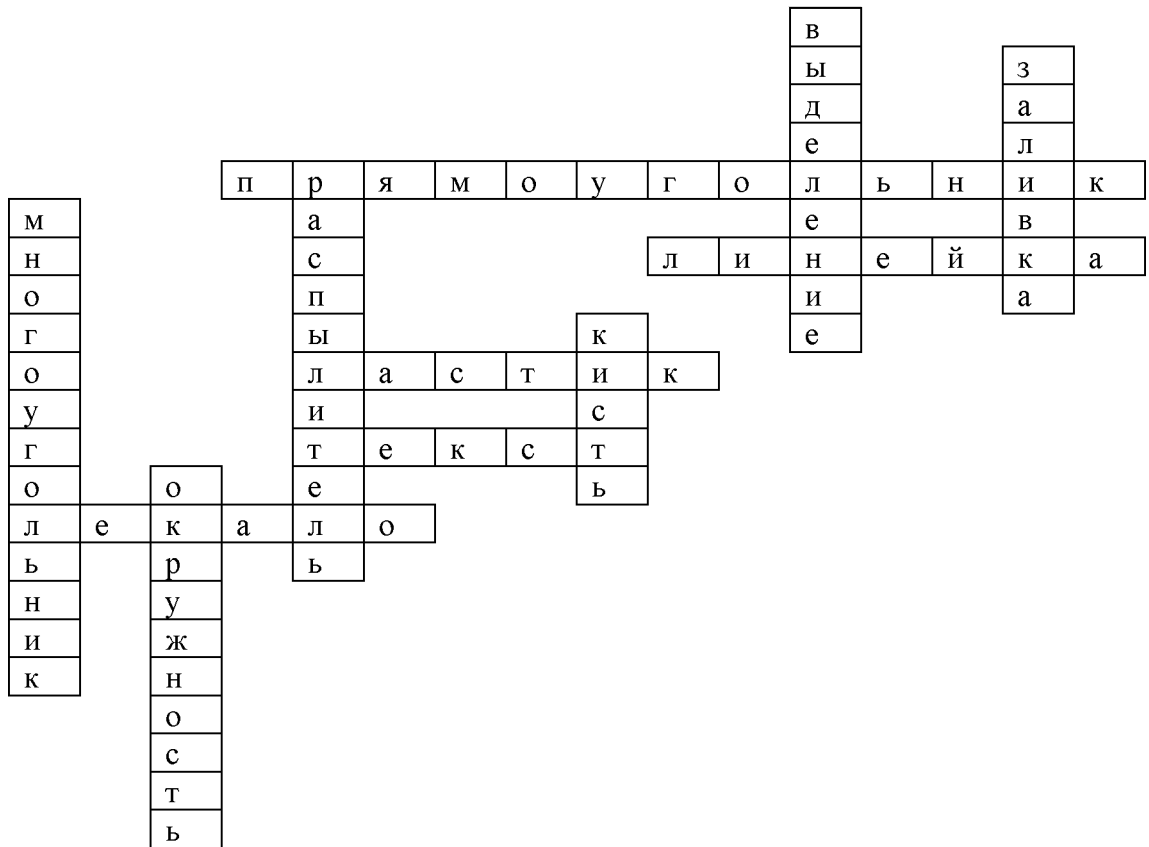 выделение
заливка
прямоугольник
распылитель
многоугольник
линейка
кисть
ластик
текст
окружность
лекало